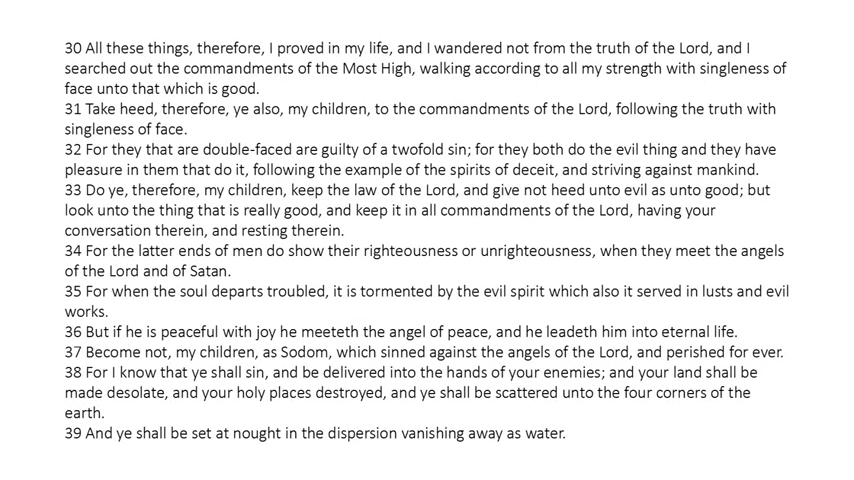 30 All these things, therefore, I proved in my life, and I wandered not from the truth of the Lord, and I
searched out the commandments of the Most High, walking according to all my strength with singleness of
face unto that which is good.
31 Take heed, therefore, ye also, my children, to the commandments of the Lord, following the truth with
singleness of face.
32 For they that are double-faced are guilty of a twofold sin; for they both do the evil thing and they have
pleasure in them that do it, following the example of the spirits of deceit, and striving against mankind.
33 Do ye, therefore, my children, keep the law of the Lord, and give not heed unto evil as unto good; but
look unto the thing that is really good, and keep it in all commandments of the Lord, having your
conversation therein, and resting therein.
34 For the latter ends of men do show their righteousness or unrighteousness, when they meet the angels
of the Lord and of Satan.
35 For when the soul departs troubled, it is tormented by the evil spirit which also it served in lusts and evil
works.
36 But if he is peaceful with joy he meeteth the angel of peace, and he leadeth him into eternal life.
37 Become not, my children, as Sodom, which sinned against the angels of the Lord, and perished for ever.
38 For I know that ye shall sin, and be delivered into the hands of your enemies; and your land shall be
made desolate, and your holy places destroyed, and ye shall be scattered unto the four corners of the
earth.
39 And ye shall be set at nought in the dispersion vanishing away as water.